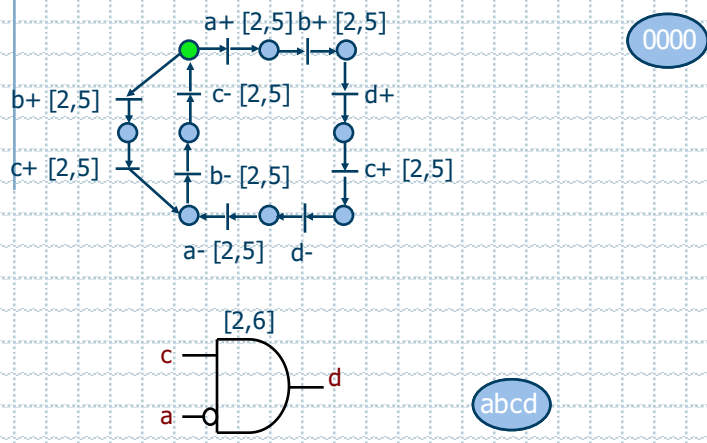 a+ [2,5] b+ [2,5]
0000
b+ [2,5]
c- [2,5]
d+
c+ [2,5]
b- [2,5]
c+ [2,5]
a- [2,5]
d-
[2,6]
c
d
a
abcd